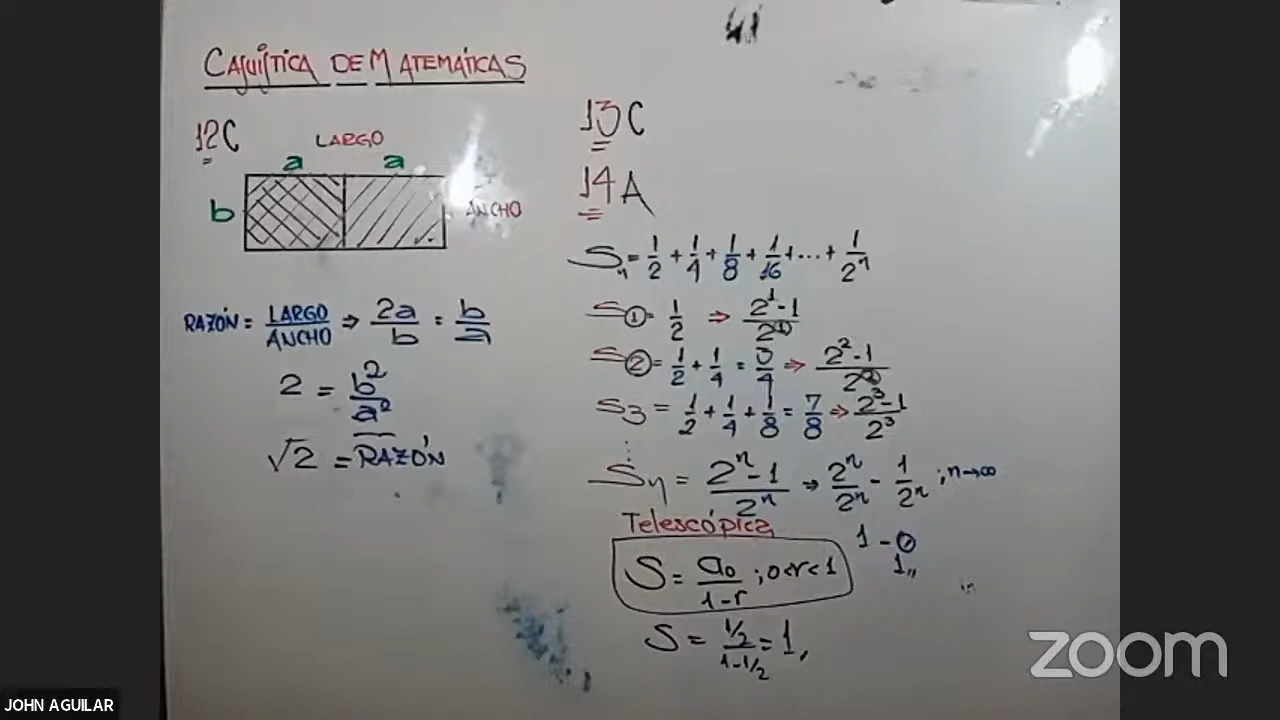 CASUÍSTICA DE MATEMÁTICAS
12C
LARGO
a a
b
ANCHO
RAZÓN = LARGO/ANCHO ⇒ 2a/b = b/a
2 = b²/a²
√2 = RAZÓN
13C
14A
Sn = 1/2 + 1/4 + 1/8 + 1/16 + ... + 1/2ⁿ
S1 = 1/2 ⇒ 2¹-1/2¹
S2 = 1/2 + 1/4 = 3/4 ⇒ 2²-1/2²
S3 = 1/2 + 1/4 + 1/8 = 7/8 ⇒ 2³-1/2³
⋮
Sn = 2ⁿ-1/2ⁿ ⇒ 2ⁿ/2ⁿ - 1/2ⁿ ; n→∞
1 - 0
1,,
Telescópica
S = a0/1-r ; 0<r<1
S = 1/2/1-1/2 = 1,
zoom
JOHN AGUILAR